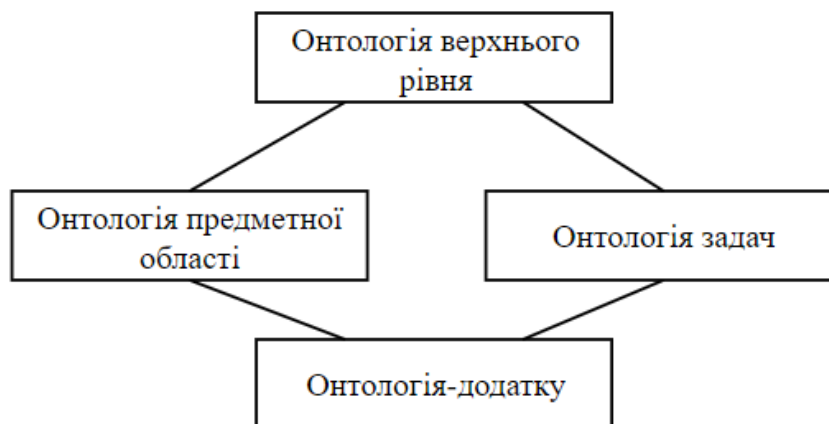 Онтологія верхнього
рівня
Онтологія предметної
області
Онтологія задач
Онтологія-додатку